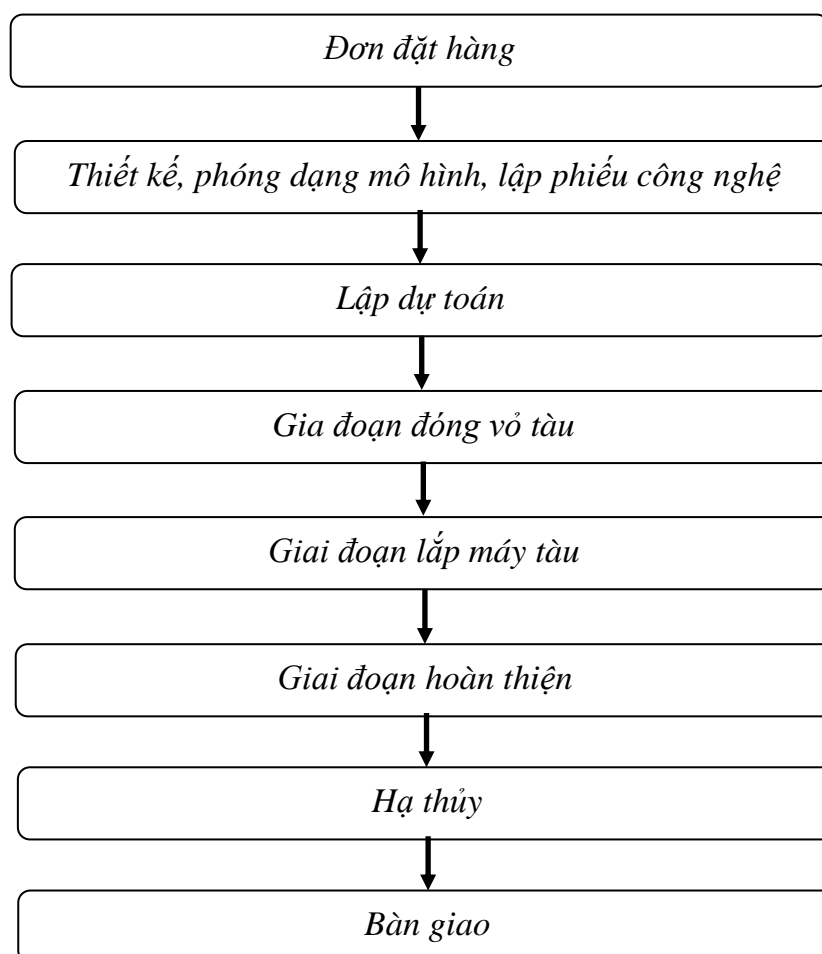 Đơn đặt hàng
Thiết kế, phóng dạng mô hình, lập phiếu công nghệ
Lập dự toán
Gia đoạn đóng vỏ tàu
Giai đoạn lắp máy tàu
Giai đoạn hoàn thiện
Hạ thủy
Bàn giao